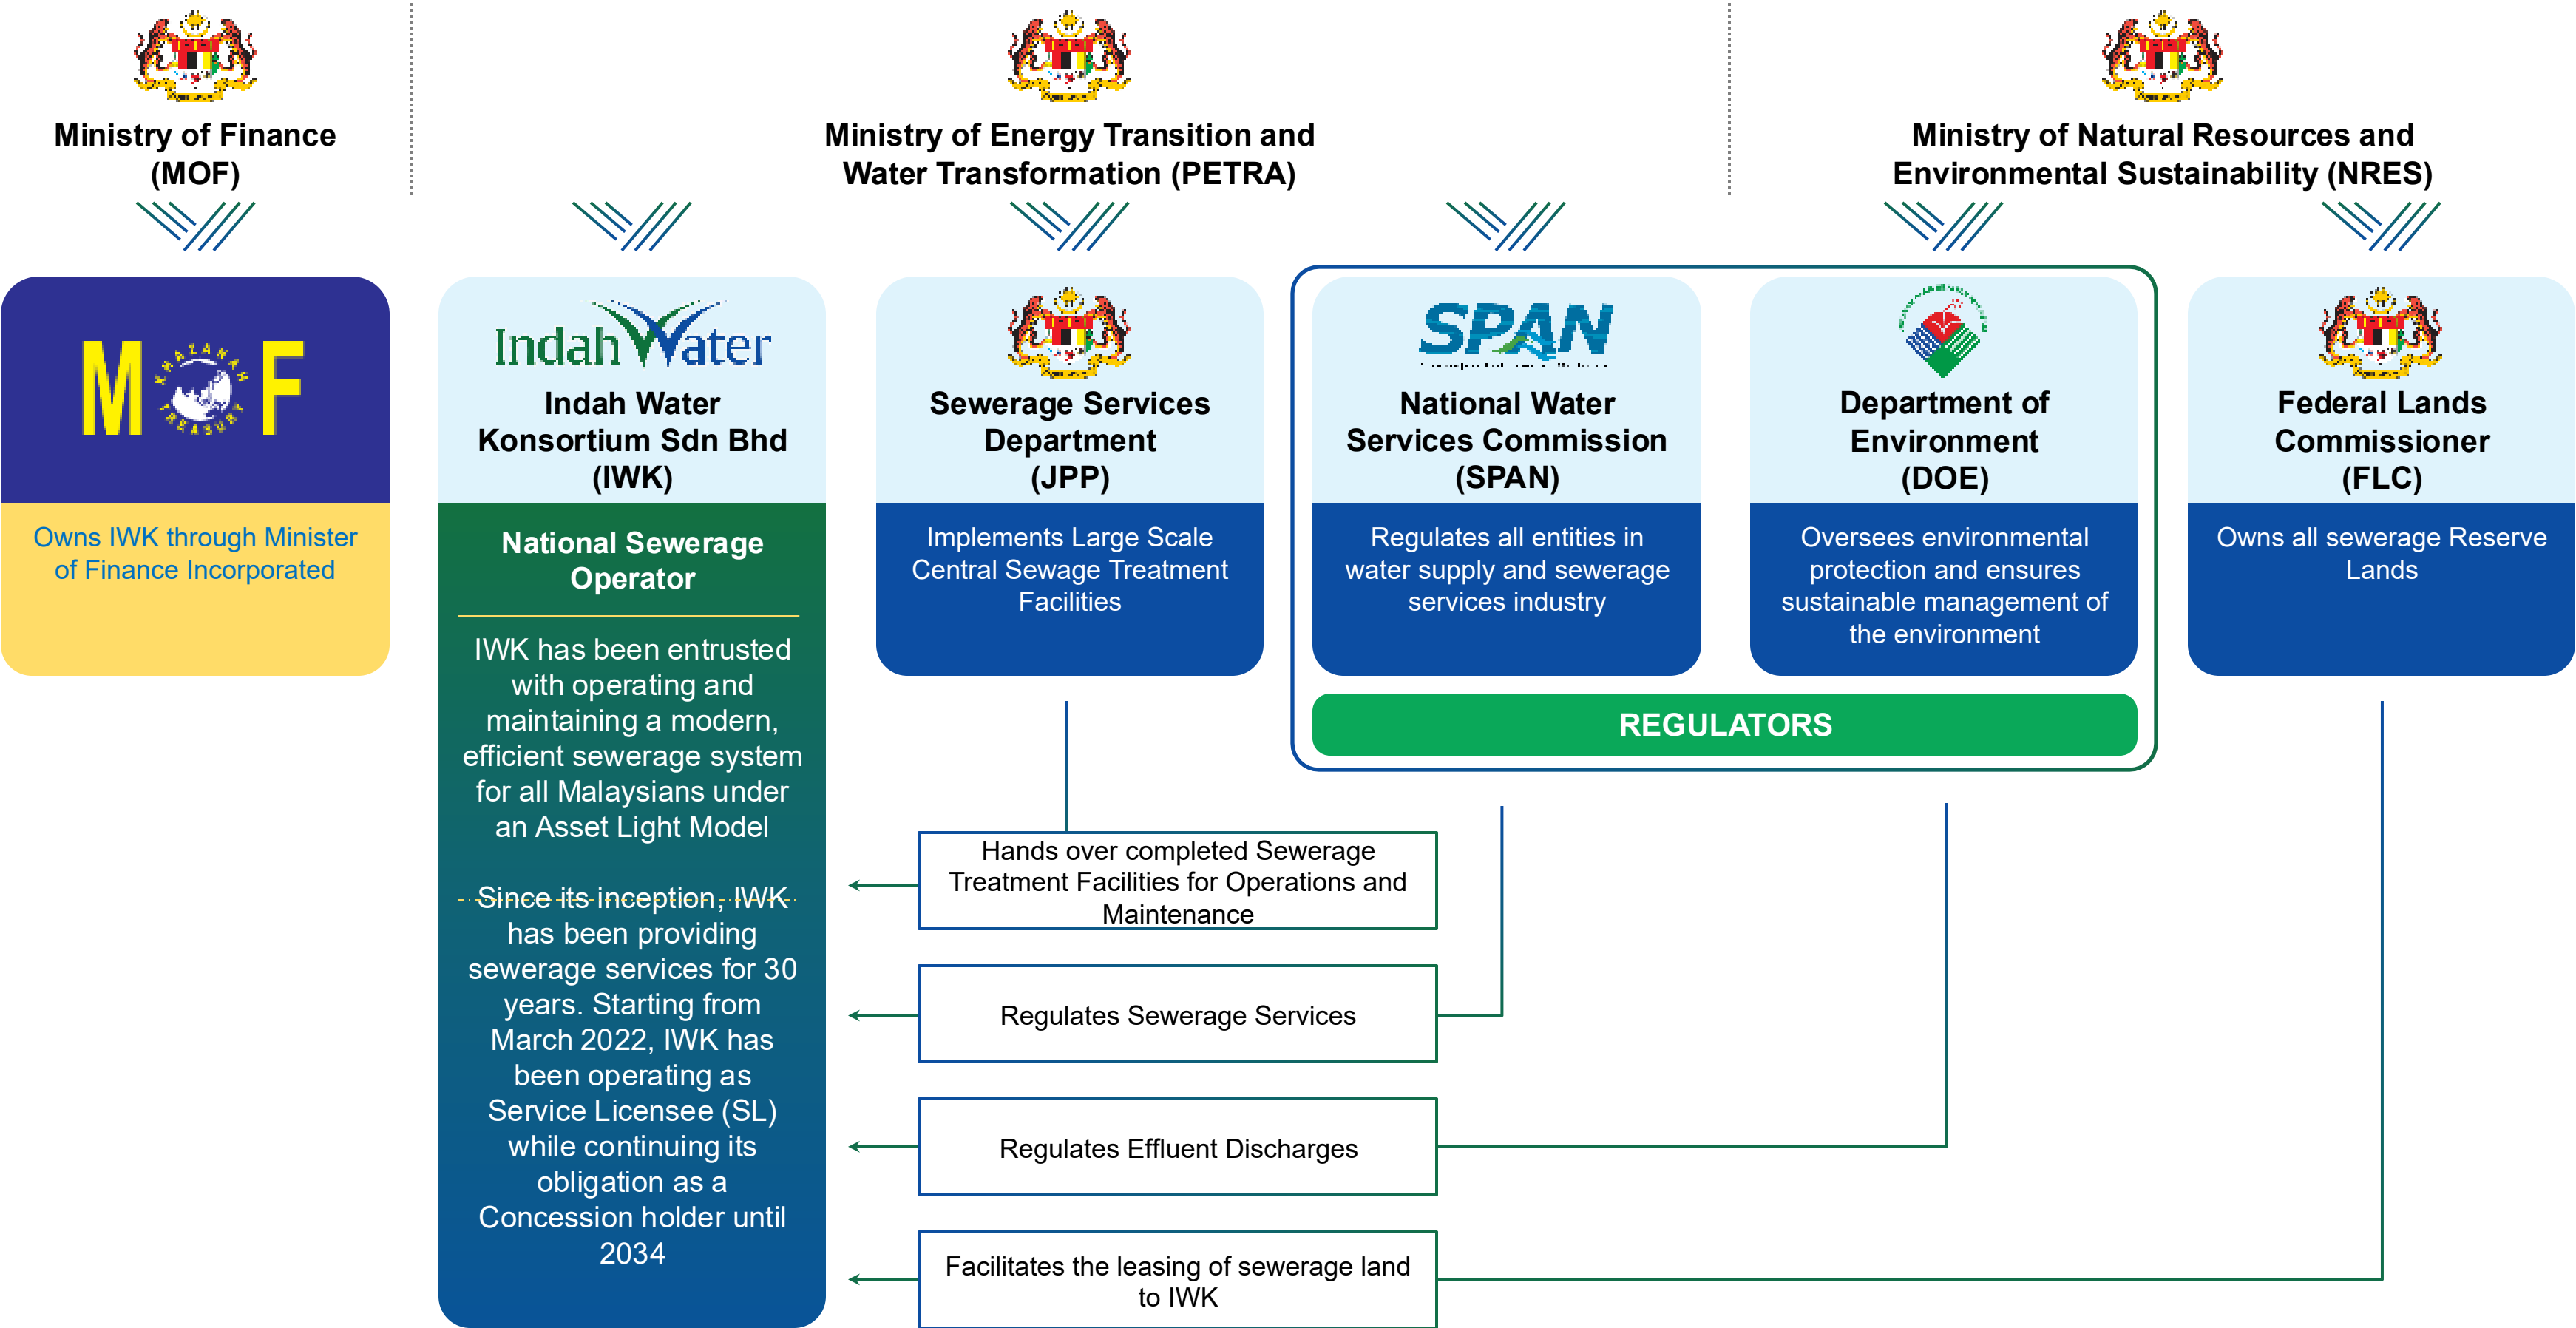 Ministry of Finance
(MOF)
Ministry of Energy Transition and
Water Transformation (PETRA)
Ministry of Natural Resources and
Environmental Sustainability (NRES)
M F
KHAZANAH
TREASURY
Owns IWK through Minister
of Finance Incorporated
Indah Water
Indah Water
Konsortium Sdn Bhd
(IWK)
National Sewerage
Operator
IWK has been entrusted
with operating and
maintaining a modern,
efficient sewerage system
for all Malaysians under
an Asset Light Model
Since its inception, IWK
has been providing
sewerage services for 30
years. Starting from
March 2022, IWK has
been operating as
Service Licensee (SL)
while continuing its
obligation as a
Concession holder until
2034
Sewerage Services
Department
(JPP)
Implements Large Scale
Central Sewage Treatment
Facilities
SPAN
National Water
Services Commission
(SPAN)
Regulates all entities in
water supply and sewerage
services industry
Department of
Environment
(DOE)
Oversees environmental
protection and ensures
sustainable management of
the environment
REGULATORS
Federal Lands
Commissioner
(FLC)
Owns all sewerage Reserve
Lands
Hands over completed Sewerage
Treatment Facilities for Operations and
Maintenance
Regulates Sewerage Services
Regulates Effluent Discharges
Facilitates the leasing of sewerage land
to IWK